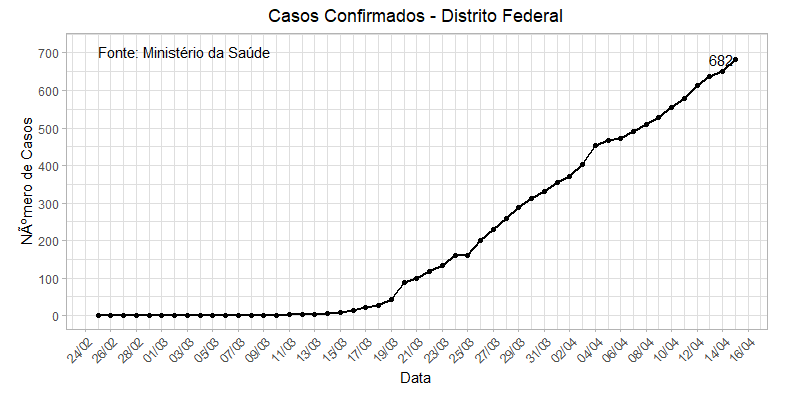 Casos Confirmados - Distrito Federal
Fonte: Ministério da Saúde
682
NÃºmero de Casos
700
600
500
400
300
200
100
0
24/02 26/02 28/02 01/03 03/03 05/03 07/03 09/03 11/03 13/03 15/03 17/03 19/03 21/03 23/03 25/03 27/03 29/03 31/03 02/04 04/04 06/04 08/04 10/04 12/04 14/04 16/04
Data